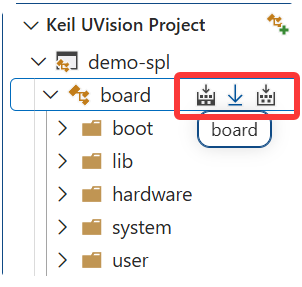 Keil UVision Project
demo-spl
board
board
boot
lib
hardware
system
user